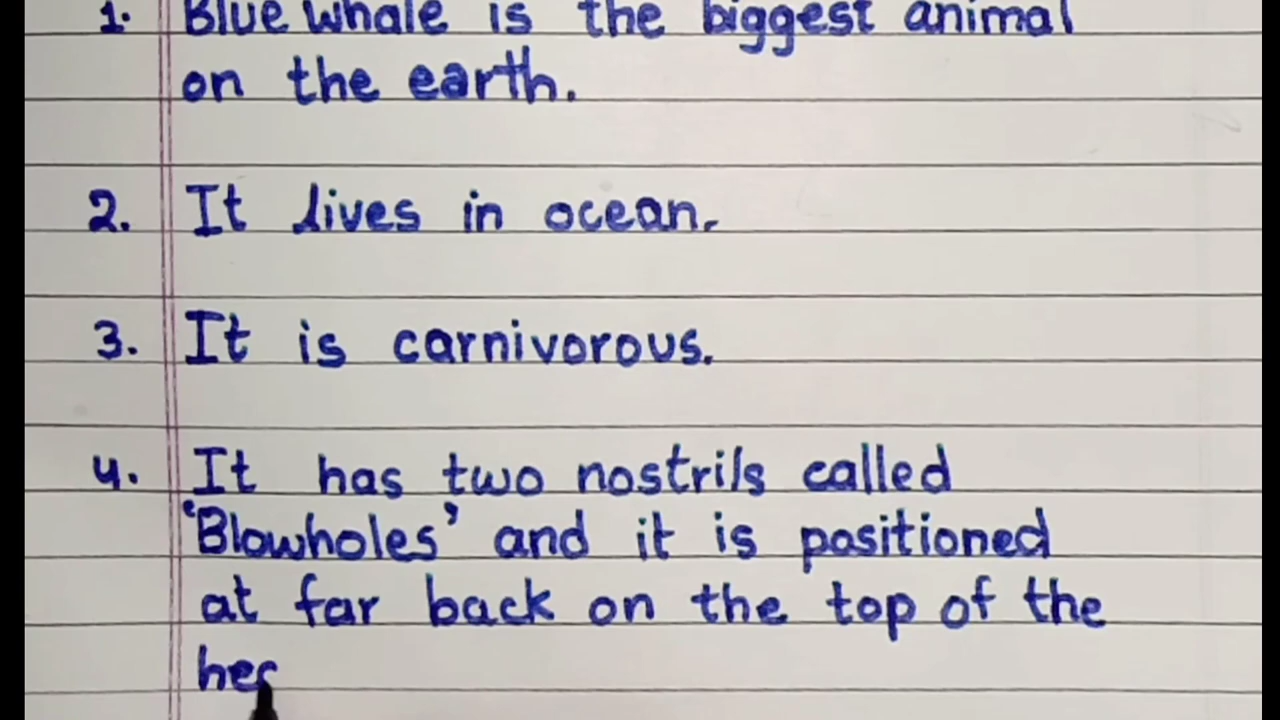 1. Blue Whale is the biggest animal
on the earth.
2. It lives in ocean.
3. It is carnivorous.
4. It has two nostrils called
'Blowholes' and it is positioned
at far back on the top of the